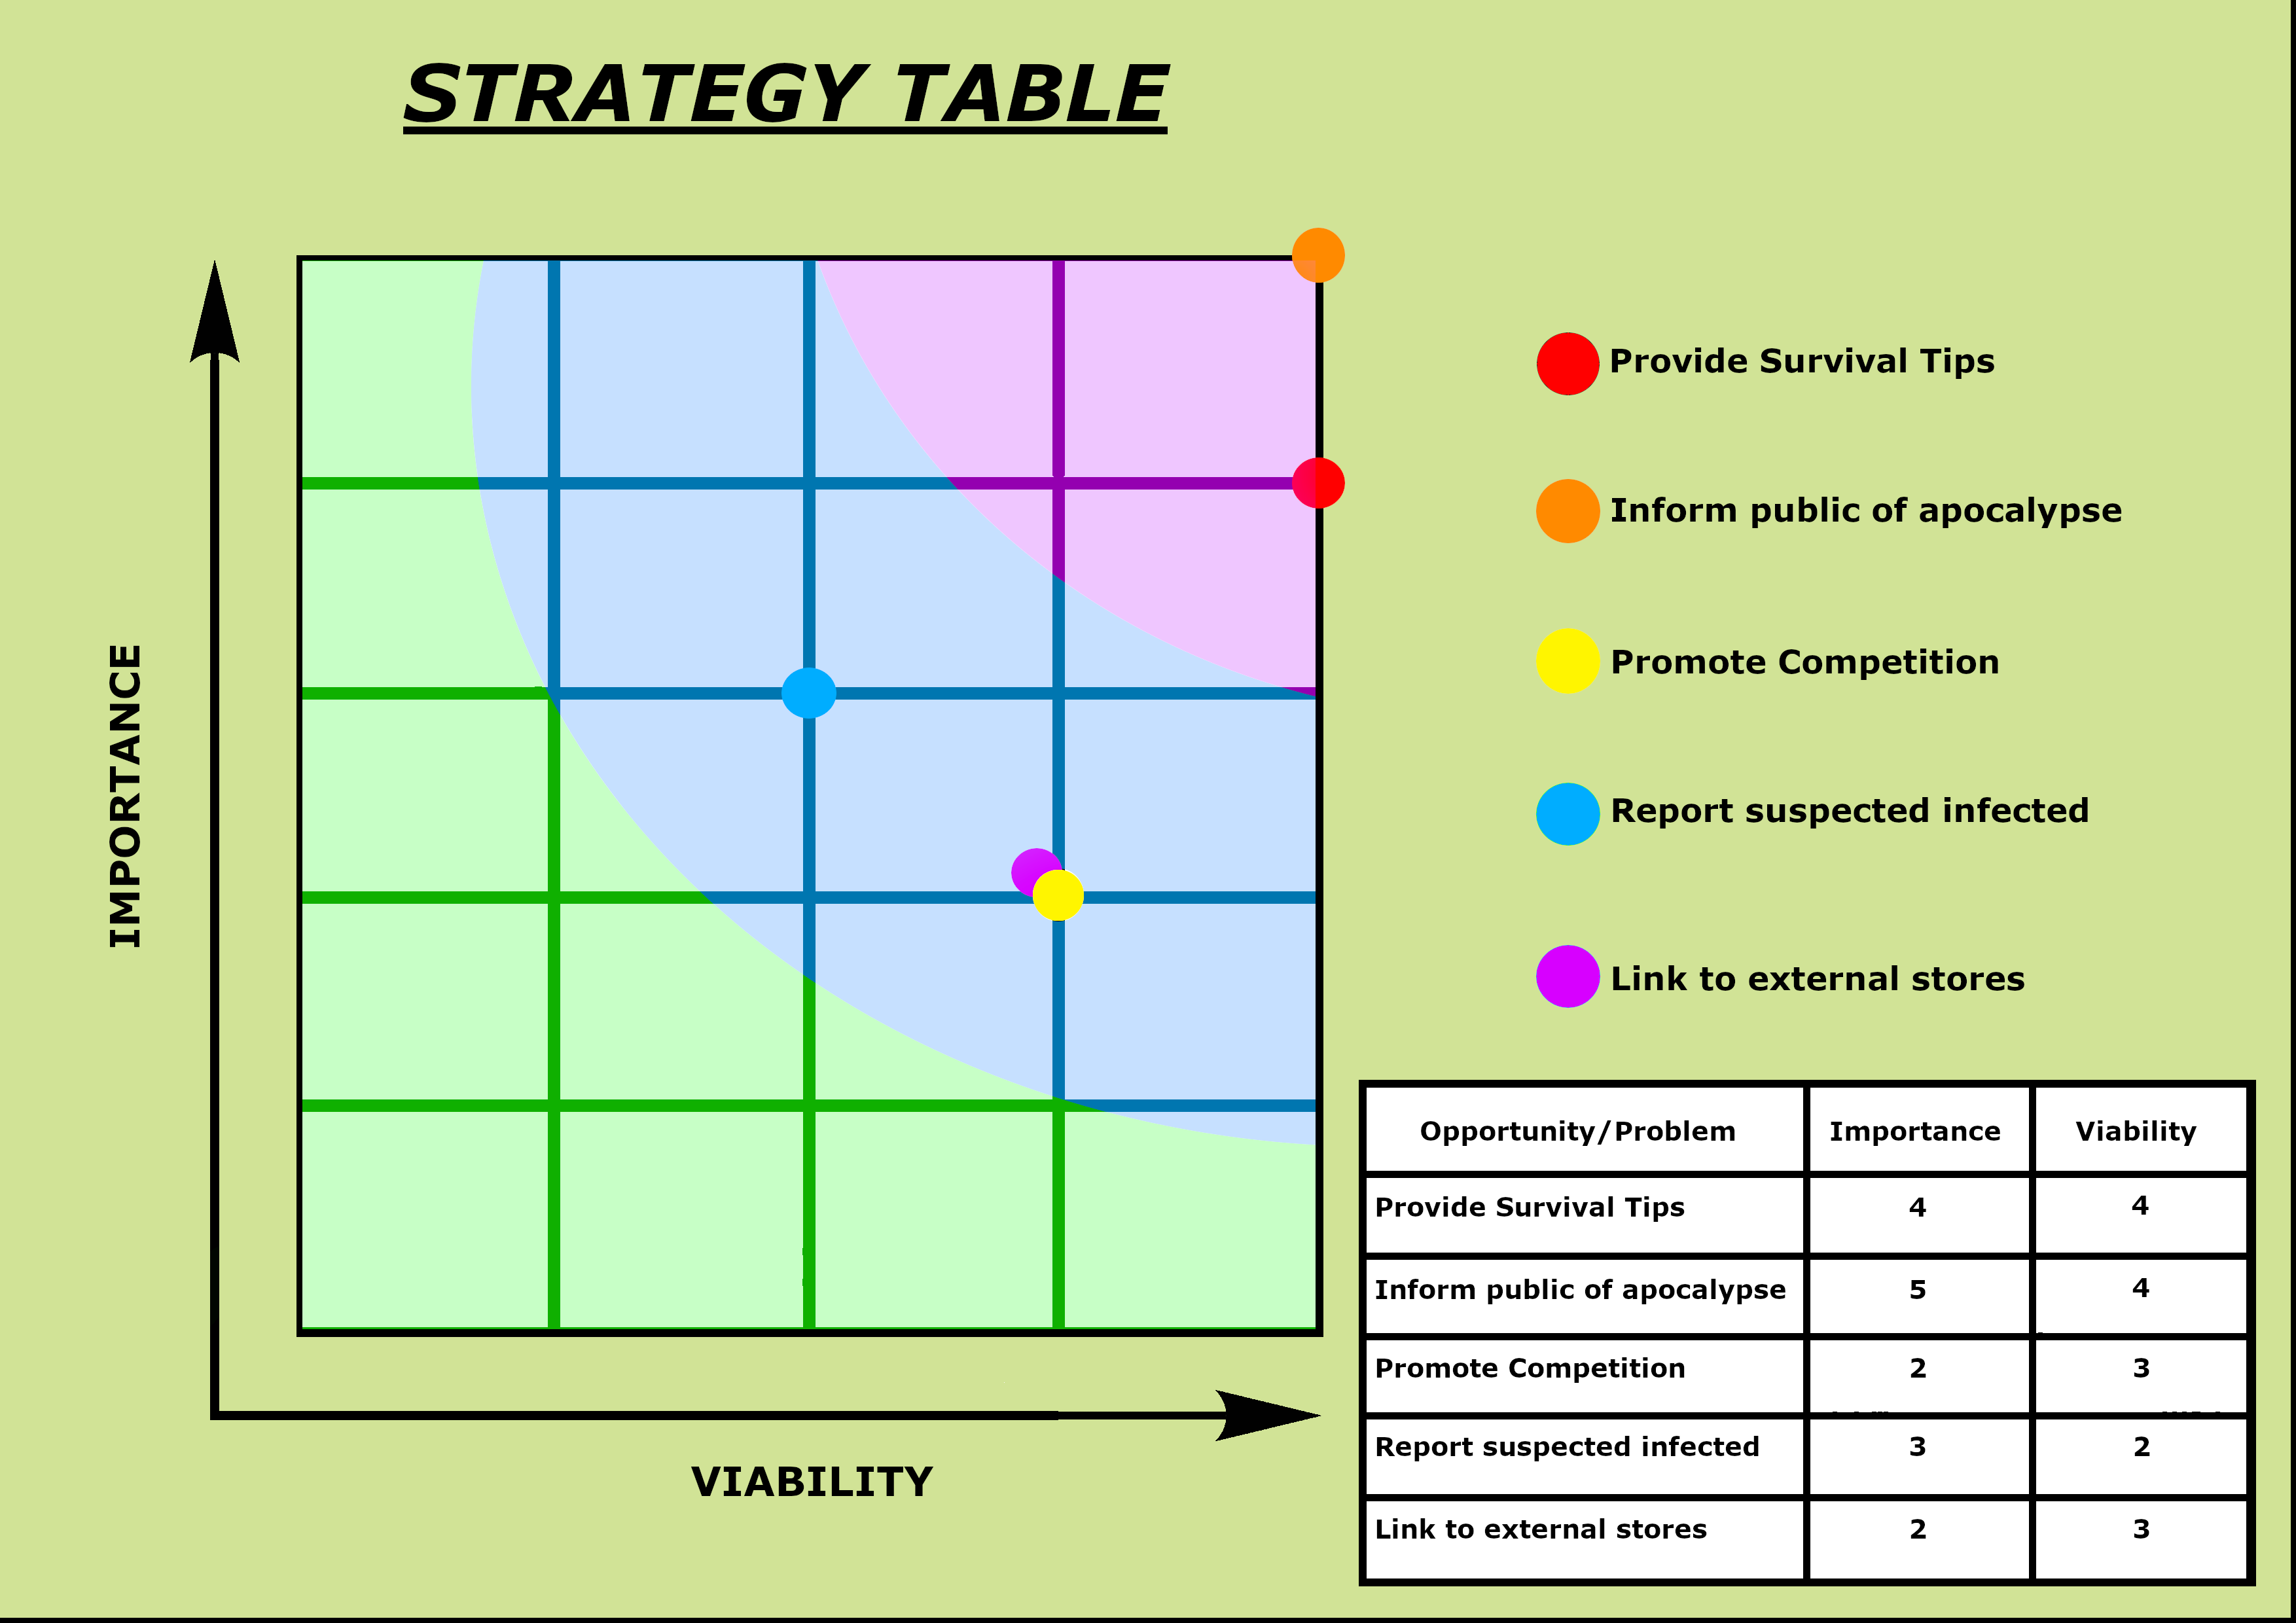 STRATEGY TABLE
IMPORTANCE
VIABILITY
Provide Survival Tips
Inform public of apocalypse
Promote Competition
Report suspected infected
Link to external stores
Opportunity/Problem Importance Viability
Provide Survival Tips 4 4
Inform public of apocalypse 5 4
Promote Competition 2 3
Report suspected infected 3 2
Link to external stores 2 3